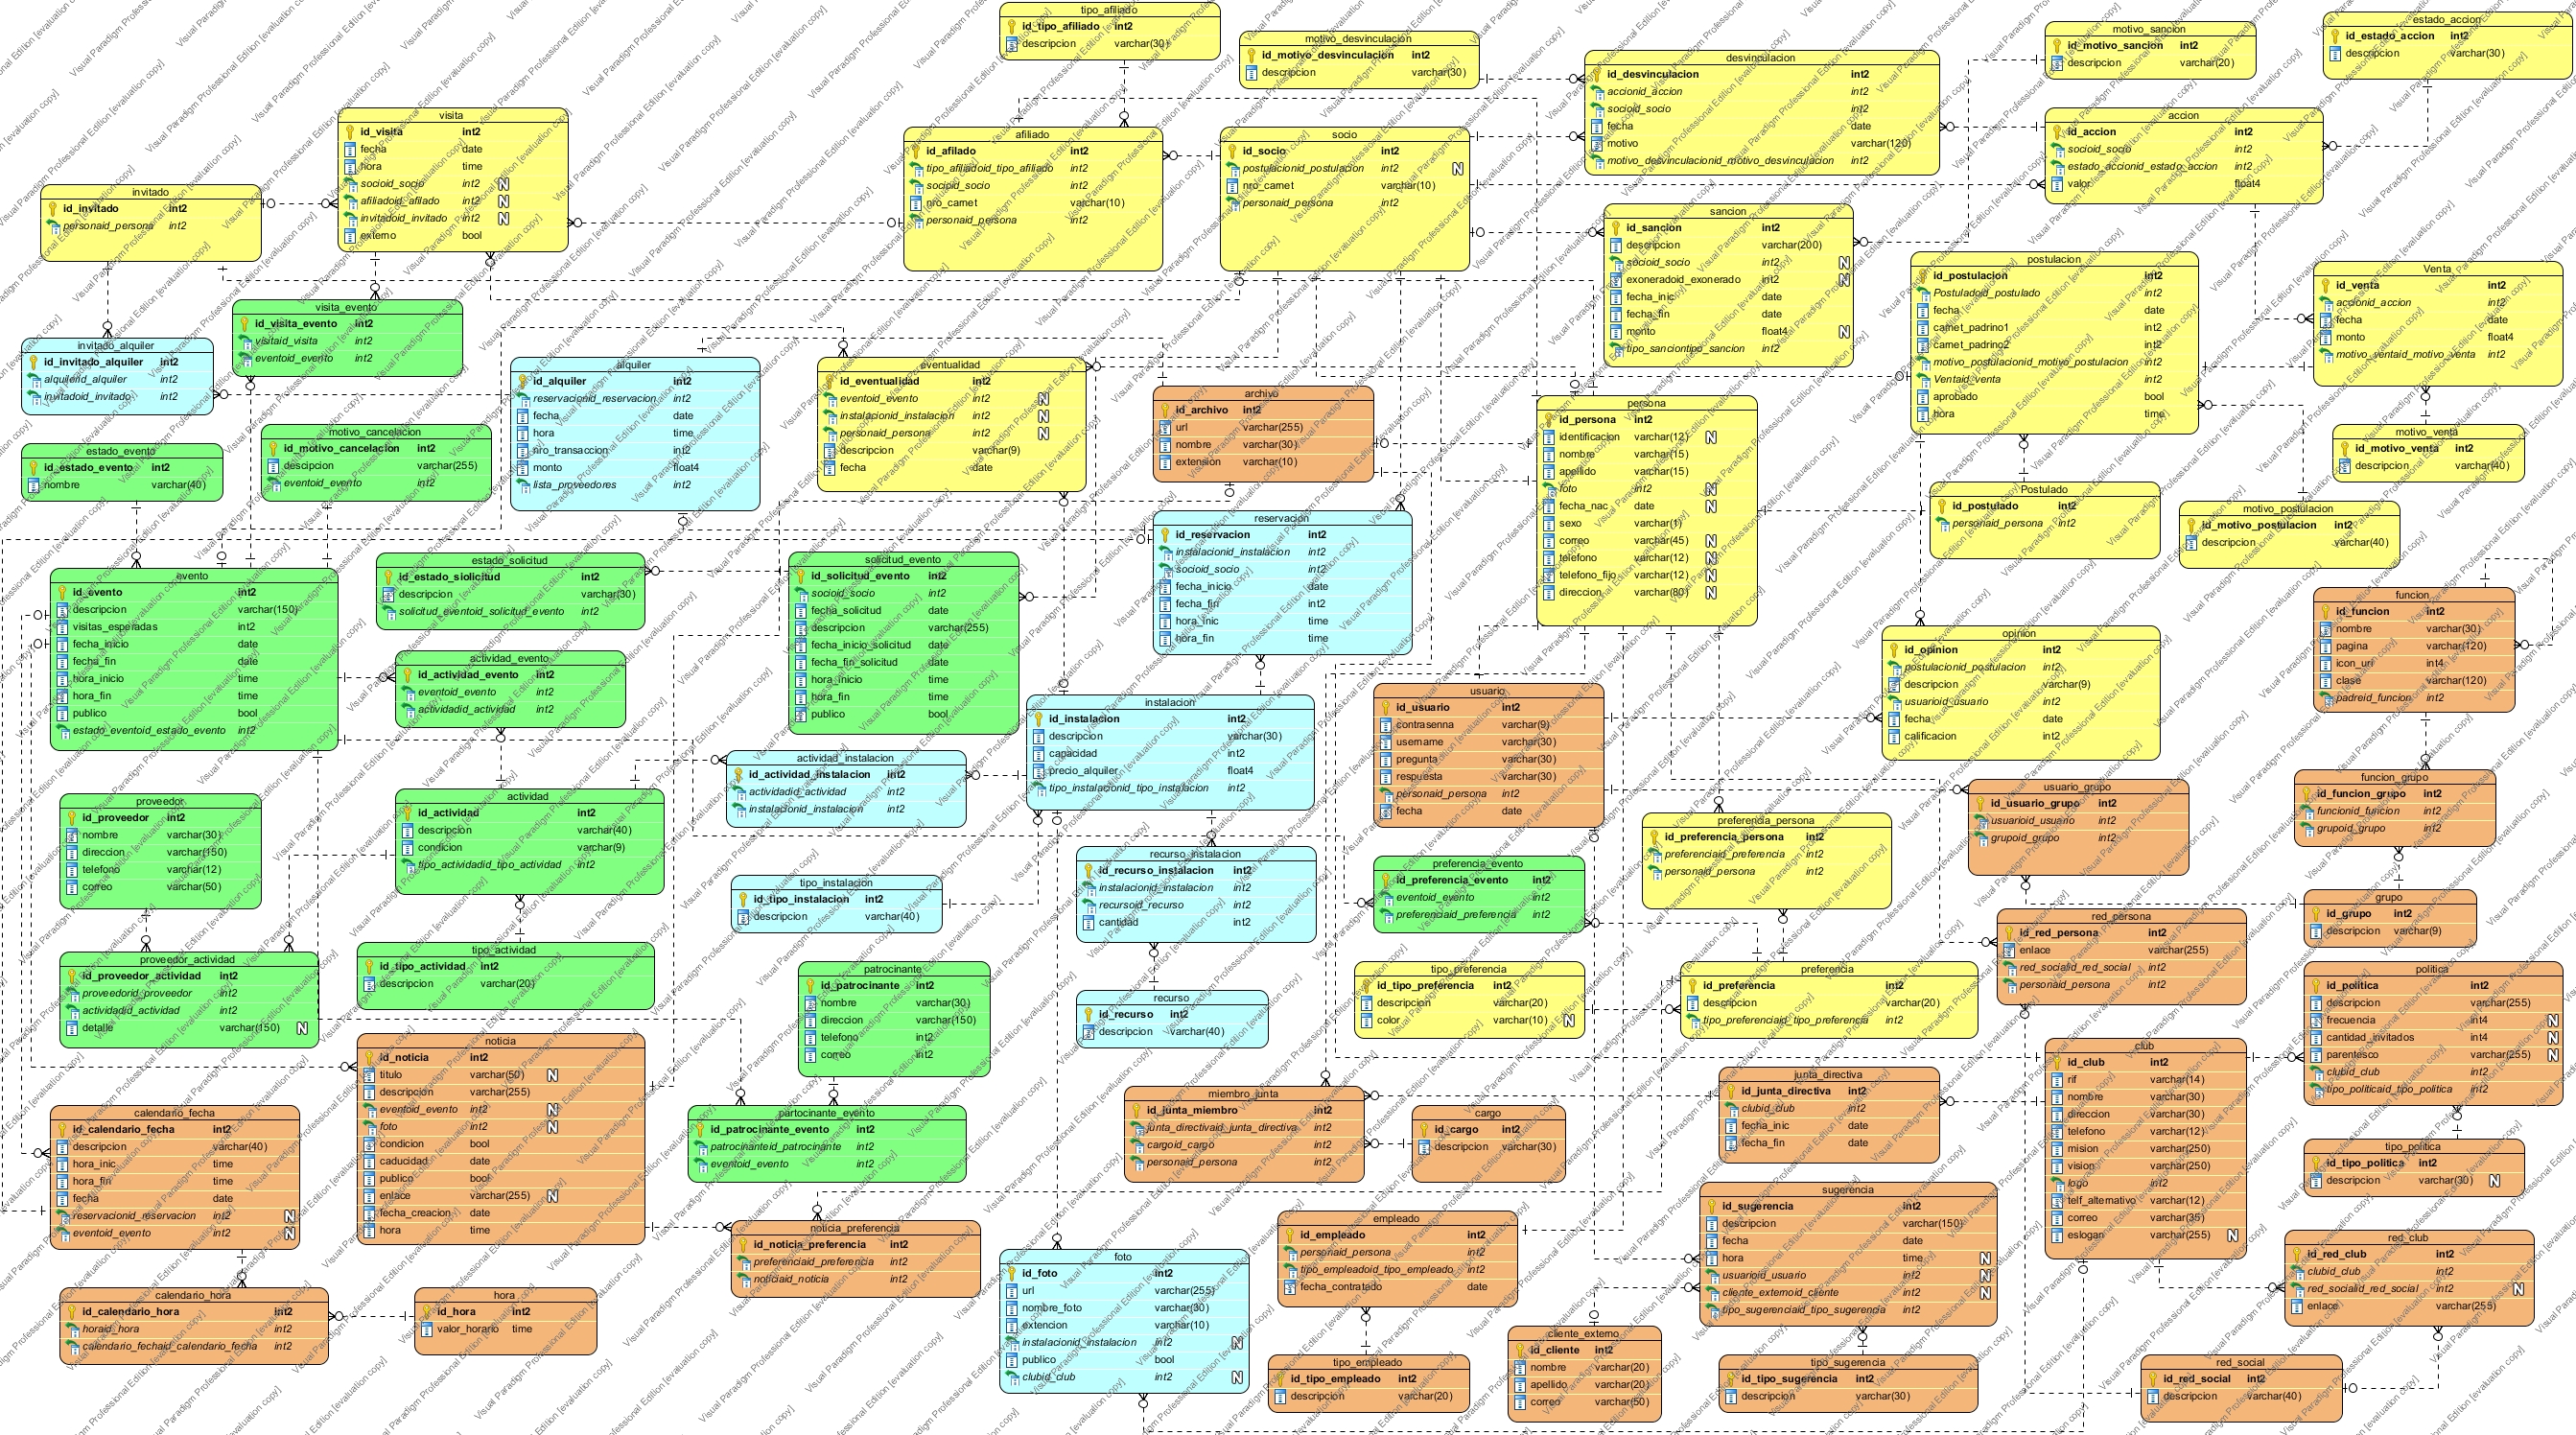 tipo_afiliado
id_tipo_afiliado int2
descripcion varchar(30)
motivo_desvinculacion
id_motivo_desvinculacion int2
descripcion varchar(30)
desvinculacion
id_desvinculacion int2
accionid_accion int2
socioid_socio int2
fecha date
motivo varchar(120)
motivo_desvinculacionid_motivo_desvinculacion int2
motivo_sancion
id_motivo_sancion int2
descripcion varchar(20)
estado_accion
id_estado_accion int2
descripcion varchar(30)
visita
id_visita int2
fecha date
hora time
socioid_socio int2 N
afiliadoid_afilado int2 N
invitadoid_invitado int2 N
externo bool
afiliado
id_afilado int2
tipo_afiliadoid_tipo_afiliado int2
socioid_socio int2
nro_carnet varchar(10)
personaid_persona int2
socio
id_socio int2
postulacionid_postulacion int2 N
nro_carnet varchar(10)
personaid_persona int2
accion
id_accion int2
socioid_socio int2
estado_accionid_estado_accion int2
valor float4
invitado
id_invitado int2
personaid_persona int2
sancion
id_sancion int2
descripcion varchar(200)
socioid_socio int2 N
exoneradoid_exonerado int2 N
fecha_inic date
fecha_fin date
monto float4 N
tipo_sanciontipo_sancion int2
postulacion
id_postulacion int2
Postuladoid_postulado int2
fecha date
carnet_padrino1 int2
carnet_padrino2 int2
motivo_postulacionid_motivo_postulacion int2
Ventaid_venta int2
aprobado bool
hora time
Venta
id_venta int2
accionid_accion int2
fecha date
monto float4
motivo_ventaid_motivo_venta int2
visita_evento
id_visita_evento int2
visitaid_visita int2
eventoid_evento int2
invitado_alquiler
id_invitado_alquiler int2
alquilerid_alquiler int2
invitadoid_invitado int2
alquiler
id_alquiler int2
reservacionid_reservacion int2
fecha date
hora time
nro_transaccion int2
monto float4
lista_proveedores int2
eventualidad
id_eventualidad int2
eventoid_evento int2 N
instalacionid_instalacion int2 N
personaid_persona int2 N
descripcion varchar(9)
fecha date
archivo
id_archivo int2
url varchar(255)
nombre varchar(30)
extention varchar(10)
persona
id_persona int2
identificacion varchar(12) N
nombre varchar(15)
apellido varchar(15)
foto int2 N
fecha_nac date N
sexo varchar(1)
correo varchar(45) N
telefono varchar(12) N
telefono_fijo varchar(12) N
direccion varchar(80) N
motivo_venta
id_motivo_venta int2
descripcion varchar(40)
estado_evento
id_estado_evento int2
nombre varchar(40)
motivo_cancelacion
id_motivo_cancelacion int2
descipcion varchar(255)
eventoid_evento int2
Postulado
id_postulado int2
personaid_persona int2
motivo_postulacion
id_motivo_postulacion int2
descripcion varchar(40)
reservacion
id_reservacion int2
instalacionid_instalacion int2
socioid_socio int2
fecha_inicio date
fecha_fin int2
hora_inic time
hora_fin time
evento
id_evento int2
descripcion varchar(150)
visitas_esperadas int2
fecha_inicio date
fecha_fin date
hora_inicio time
hora_fin time
publico bool
estado_eventoid_estado_evento int2
estado_solicitud
id_estado_siolicitud int2
descripcion varchar(30)
solicitud_eventoid_solicitud_evento int2
solicitud_evento
id_solicitud_evento int2
socioid_socio int2
fecha_solicitud date
descripcion varchar(255)
fecha_inicio_solicitud date
fecha_fin_solicitud date
hora_inicio time
hora_fin time
publico bool
funcion
id_funcion int2
nombre varchar(30)
pagina varchar(120)
icon_uri int4
clase varchar(120)
padreid_funcion int2
opinion
id_opinion int2
postulacionid_postulacion int2
descripcion varchar(9)
usuarioid_usuario int2
fecha date
calificacion int2
actividad_evento
id_actividad_evento int2
eventoid_evento int2
actividadid_actividad int2
usuario
id_usuario int2
contrasenna varchar(9)
username varchar(30)
pregunta varchar(30)
respuesta varchar(30)
personaid_persona int2
fecha date
instalacion
id_instalacion int2
descripcion varchar(30)
capacidad int2
precio_alquiler float4
tipo_instalacionid_tipo_instalacion int2
actividad_instalacion
id_actividad_instalacion int2
actividadid_actividad int2
instalacionid_instalacion int2
usuario_grupo
id_usuario_grupo int2
usuarioid_usuario int2
grupoid_grupo int2
funcion_grupo
id_funcion_grupo int2
funcionid_funcion int2
grupoid_grupo int2
proveedor
id_proveedor int2
nombre varchar(30)
direccion varchar(150)
telefono varchar(12)
correo varchar(50)
actividad
id_actividad int2
descripcion varchar(40)
condicion varchar(9)
tipo_actividadid_tipo_actividad int2
preferencia_persona
id_preferencia_persona int2
preferenciaid_preferencia int2
personaid_persona int2
recurso_instalacion
id_recurso_instalacion int2
instalacionid_instalacion int2
recursoid_recurso int2
cantidad int2
preferencia_evento
id_preferencia_evento int2
eventoid_evento int2
preferenciaid_preferencia int2
tipo_instalacion
id_tipo_instalacion int2
descripcion varchar(40)
grupo
id_grupo int2
descripcion varchar(9)
red_persona
id_red_persona int2
enlace varchar(255)
red_socialid_red_social int2
personaid_persona int2
tipo_actividad
id_tipo_actividad int2
descripcion varchar(20)
proveedor_actividad
id_proveedor_actividad int2
proveedorid_proveedor int2
actividadid_actividad int2
detalle varchar(150) N
patrocinante
id_patrocinante int2
nombre varchar(30)
direccion varchar(150)
telefono int2
correo int2
recurso
id_recurso int2
descripcion varchar(40)
tipo_preferencia
id_tipo_preferencia int2
descripcion varchar(20)
color varchar(10) N
preferencia
id_preferencia int2
descripcion varchar(20)
tipo_preferenciaid_tipo_preferencia int2
politica
id_politica int2
descripcion varchar(255)
frecuencia int4 N
cantidad_invitados int4 N
parentesco varchar(255) N
clubid_club int2
tipo_politicaid_tipo_politica int2
noticia
id_noticia int2
titulo varchar(50) N
descripcion varchar(255)
eventoid_evento int2 N
foto int2 N
condicion bool
caducidad date
publico bool
enlace varchar(255) N
fecha_creacion date
hora time
club
id_club int2
rif varchar(14)
nombre varchar(30)
direccion varchar(30)
telefono varchar(12)
mision varchar(250)
vision varchar(250)
logo int2
telf_alternativo varchar(12)
correo varchar(35)
eslogan varchar(255) N
junta_directiva
id_junta_directiva int2
clubid_club int2
fecha_inic date
fecha_fin date
miembro_junta
id_junta_miembro int2
junta_directivaid_junta_directiva int2
cargoid_cargo int2
personaid_persona int2
cargo
id_cargo int2
descripcion varchar(30)
calendario_fecha
id_calendario_fecha int2
descripcion varchar(40)
hora_inic time
hora_fin time
fecha date
reservacionid_reservacion int2 N
eventoid_evento int2 N
partocinante_evento
id_patrocinante_evento int2
patrocinanteid_patrocinante int2
eventoid_evento int2
tipo_politica
id_tipo_politica int2
descripcion varchar(30) N
sugerencia
id_sugerencia int2
descripcion varchar(150)
fecha date
hora time N
usuarioid_usuario int2 N
cliente_externoid_cliente int2 N
tipo_sugerenciaid_tipo_sugerencia int2
noticia_preferencia
id_noticia_preferencia int2
preferenciaid_preferencia int2
noticiaid_noticia int2
empleado
id_empleado int2
personaid_persona int2
tipo_empleadoid_tipo_empleado int2
fecha_contratado date
red_club
id_red_club int2
clubid_club int2
red_socialid_red_social int2 N
enlace varchar(255)
foto
id_foto int2
url varchar(255)
nombre_foto varchar(30)
extencion varchar(10)
instalacionid_instalacion int2 N
publico bool
clubid_club int2 N
calendario_hora
id_calendario_hora int2
horaid_hora int2
calendario_fechaid_calendario_fecha int2
hora
id_hora int2
valor_horario time
cliente_externo
id_cliente int2
nombre varchar(20)
apellido varchar(20)
correo varchar(50)
tipo_empleado
id_tipo_empleado int2
descripcion varchar(20)
tipo_sugerencia
id_tipo_sugerencia int2
descripcion varchar(30)
red_social
id_red_social int2
descripcion varchar(40)
Visual Paradigm Professional Edition [evaluation copy]